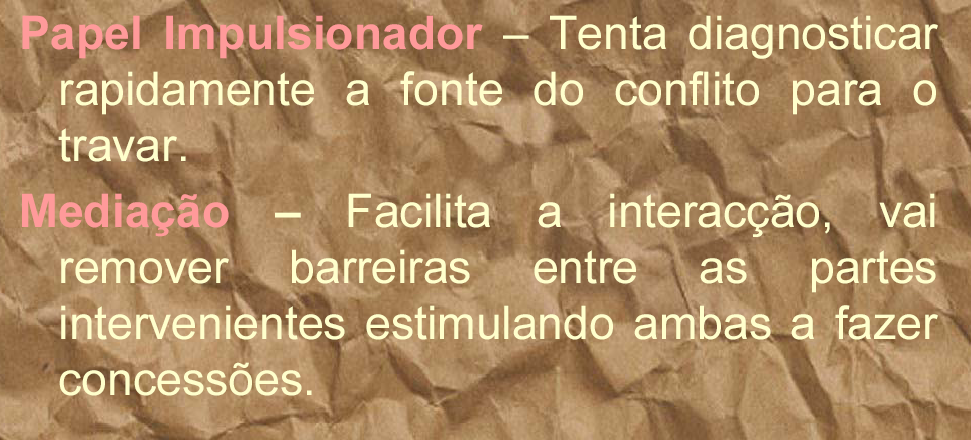 Papel Impulsionador – Tenta diagnosticar
rapidamente a fonte do conflito para o
travar.
Mediação – Facilita a interacção, vai
remover barreiras entre as partes
intervenientes estimulando ambas a fazer
concessões.